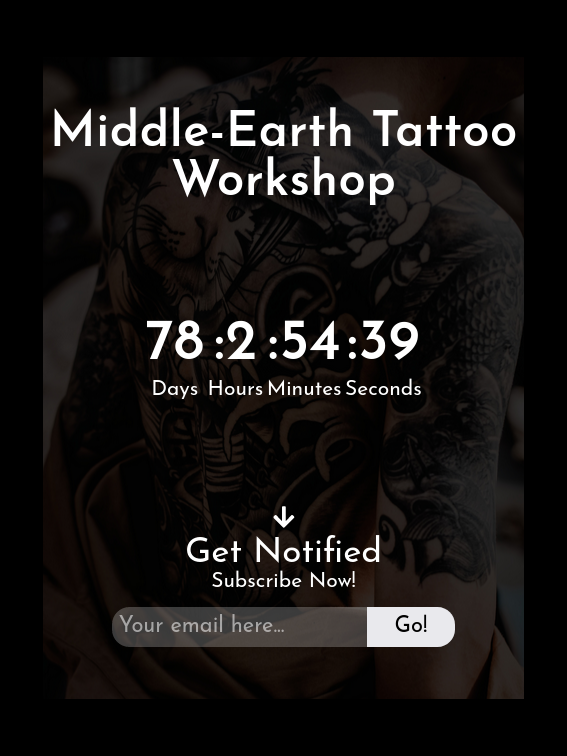 Middle-Earth Tattoo
Workshop
78 :2 :54:39
Days Hours Minutes Seconds
Get Notified
Subscribe Now!
Your email here... Go!